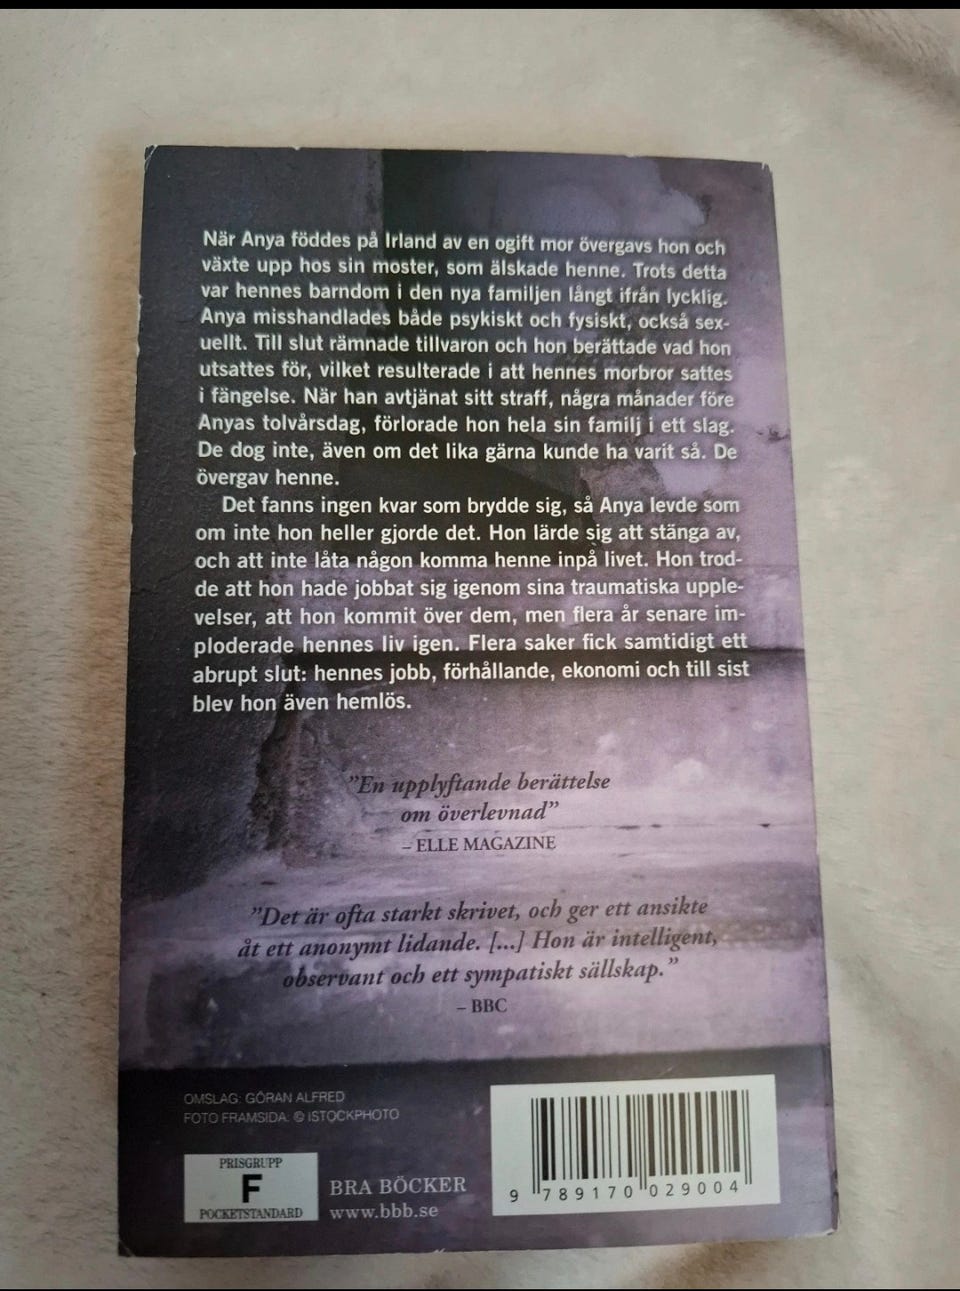 När Anya föddes på Irland av en ogift mor övergavs hon och
växte upp hos sin moster, som älskade henne. Trots detta
var hennes barndom i den nya familjen långt ifrån lycklig.
Anya misshandlades både psykiskt och fysiskt, också sex-
uellt. Till slut rämnade tillvaron och hon berättade vad hon
utsattes för, vilket resulterade i att hennes morbror sattes
i fängelse. När han avtjänat sitt straff, några månader före
Anyas tolvårsdag, förlorade hon hela sin familj i ett slag.
De dog inte, även om det lika gärna kunde ha varit så. De
övergav henne.
Det fanns ingen kvar som brydde sig, så Anya levde som
om inte hon heller gjorde det. Hon lärde sig att stänga av,
och att inte låta någon komma henne inpå livet. Hon trod-
de att hon hade jobbat sig igenom sina traumatiska upple-
velser, att hon kommit över dem, men flera år senare im-
ploderade hennes liv igen. Flera saker fick samtidigt ett
abrupt slut: hennes jobb, förhållande, ekonomi och till sist
blev hon även hemlös.
”En upplyftande berättelse
om överlevnad”
– ELLE MAGAZINE
”Det är ofta starkt skrivet, och ger ett ansikte
åt ett anonymt lidande. [...] Hon är intelligent,
observant och ett sympatiskt sällskap.”
– BBC
OMSLAG: GÖRAN ALFRED
FOTO FRAMSIDA: © ISTOCKPHOTO
PRISGRUPP
F
POCKETSTANDARD
BRA BÖCKER
www.bbb.se
9 789170 029004